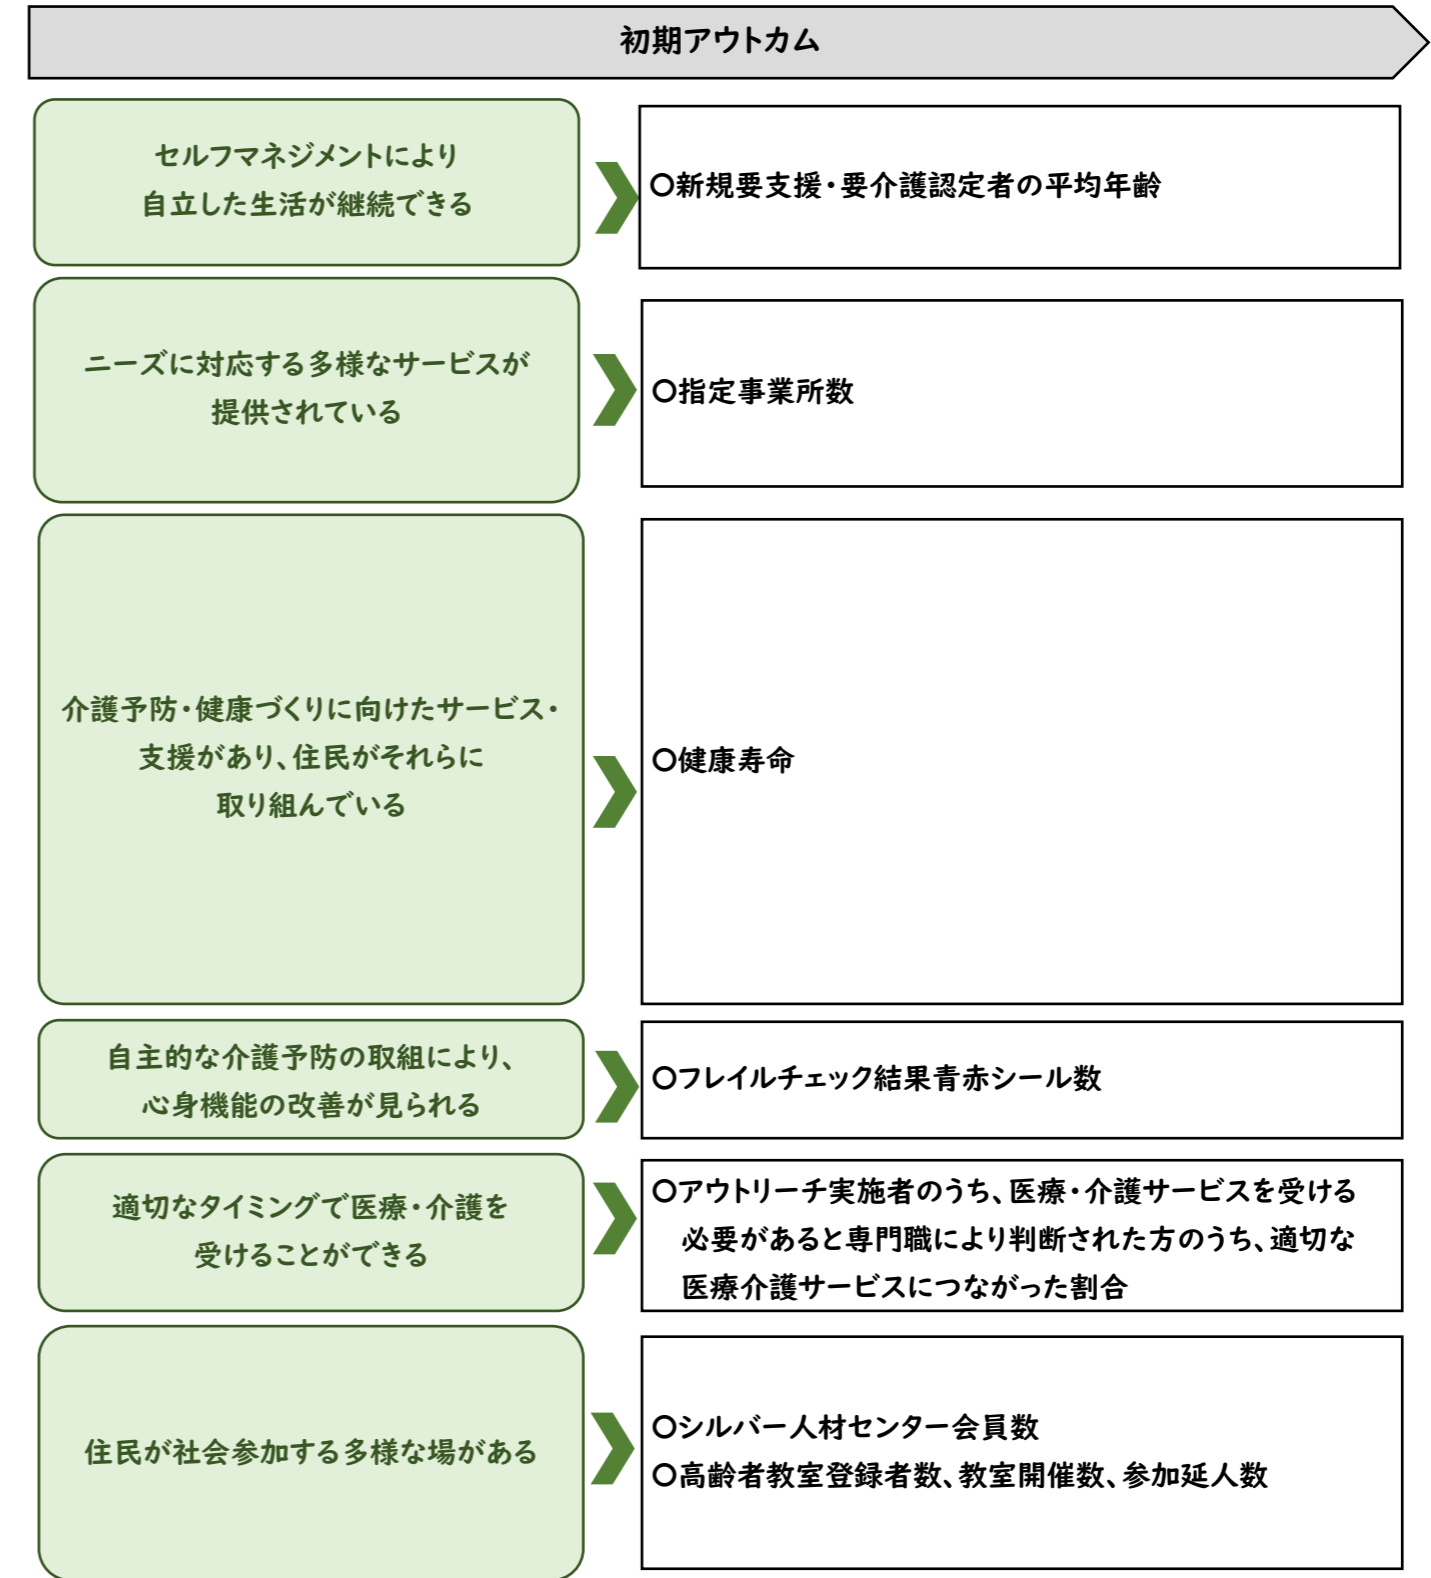 初期アウトカム
セルフマネジメントにより
自立した生活が継続できる
〇新規要支援・要介護認定者の平均年齢
ニーズに対応する多様なサービスが
提供されている
〇指定事業所数
介護予防・健康づくりに向けたサービス・
支援があり、住民がそれらに
取り組んでいる
〇健康寿命
自主的な介護予防の取組により、
心身機能の改善が見られる
〇フレイルチェック結果青赤シール数
適切なタイミングで医療・介護を
受けることができる
〇アウトリーチ実施者のうち、医療・介護サービスを受ける
必要があると専門職により判断された方のうち、適切な
医療介護サービスにつながった割合
住民が社会参加する多様な場がある
〇シルバー人材センター会員数
〇高齢者教室登録者数、教室開催数、参加延人数